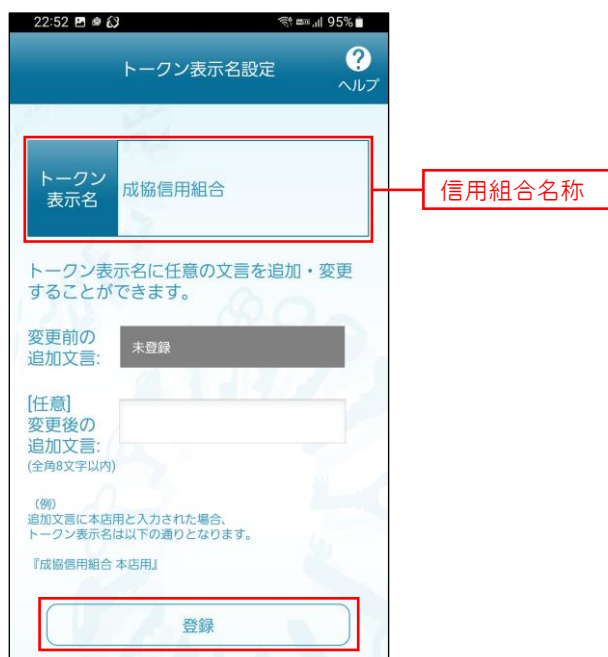 22:52 95%
トークン表示名設定
?
ヘルプ
トークン
表示名
成協信用組合
信用組合名称
トークン表示名に任意の文言を追加・変更
することができます。
変更前の
追加文言:
未登録
[任意]
変更後の
追加文言:
(全角8文字以内)
(例)
追加文言に本店用と入力された場合、
トークン表示名は以下の通りとなります。
『成協信用組合 本店用』
登録